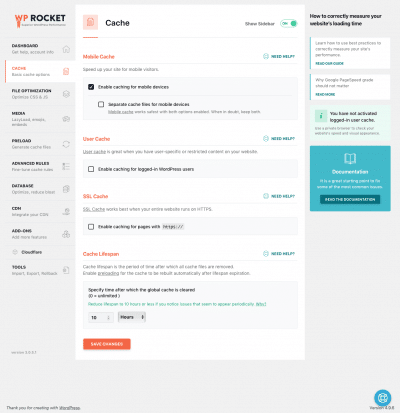 WP ROCKET
Superior WordPress Performance
DASHBOARD
Get help, account info
CACHE
Basic cache options
FILE OPTIMIZATION
Optimize CSS & JS
MEDIA
LazyLoad, emojis, embeds
PRELOAD
Generate cache files
ADVANCED RULES
Fine-tune cache rules
DATABASE
Optimize, reduce bloat
CDN
Integrate your CDN
ADD-ONS
Add more features
TOOLS
Import, Export, Rollback
Cache
Show Sidebar
ON
Mobile Cache
NEED HELP?
Speed up your site for mobile visitors.
Enable caching for mobile devices
Separate cache files for mobile devices
Mobile cache works safest with both options enabled. When in doubt, keep both.
User Cache
NEED HELP?
User cache is great when you have user-specific or restricted content on your website.
Enable caching for logged-in WordPress users
SSL Cache
NEED HELP?
SSL Cache works best when your entire website runs on HTTPS.
Enable caching for pages with https://
Cache Lifespan
NEED HELP?
Cache lifespan is the period of time after which all cache files are removed.
Enable preloading for the cache to be rebuilt automatically after lifespan expiration.
Specify time after which the global cache is cleared
(0 = unlimited )
Reduce lifespan to 10 hours or less if you notice issues that seem to appear periodically. Why?
10
Hours
SAVE CHANGES
How to correctly measure your
website's loading time
Learn how to use best practices to
correctly measure your site's
performance.
READ OUR GUIDE
Why Google PageSpeed grade
should not matter
READ MORE
You have not activated
logged-in user cache.
Use a private browser to check your
website's speed and visual appearance.
Documentation
It is a great starting point to fix
some of the most common issues.
READ THE DOCUMENTATION
Thank you for creating with WordPress.